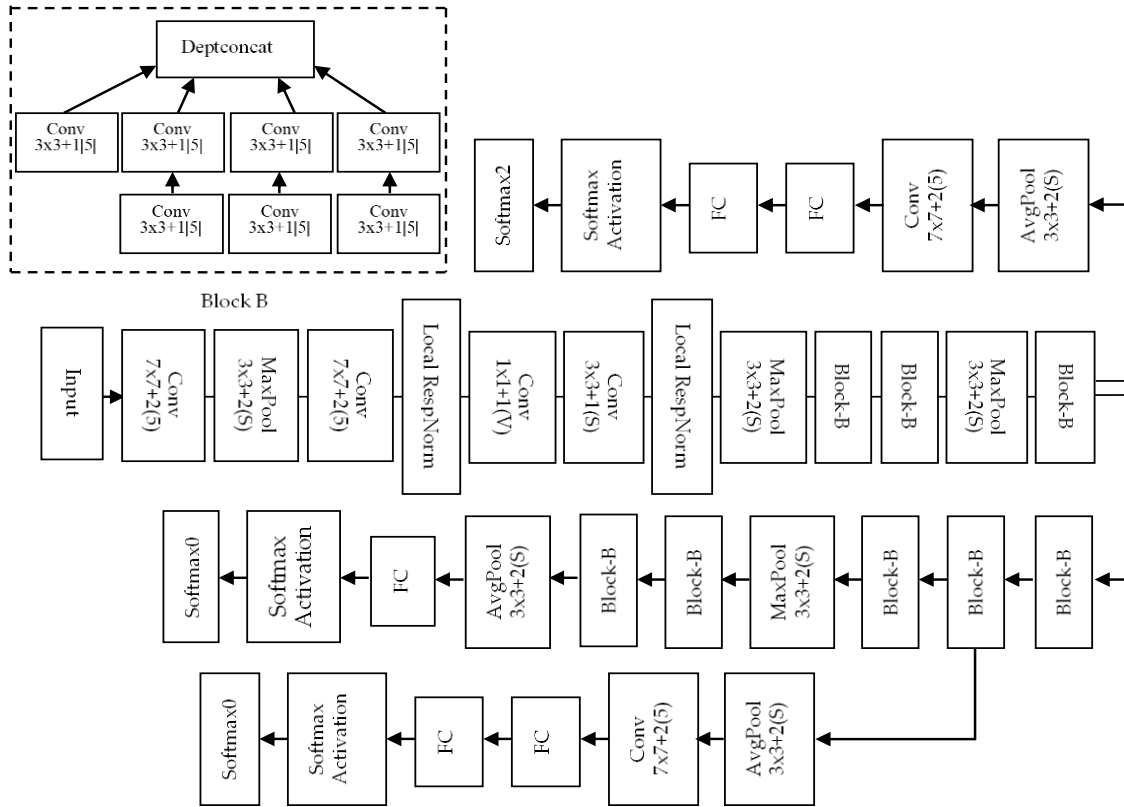 Deptconcat
Conv
3x3+1|5|
Conv
3x3+1|5|
Conv
3x3+1|5|
Conv
3x3+1|5|
Conv
3x3+1|5|
Conv
3x3+1|5|
Conv
3x3+1|5|
Block B
Softmax2
Softmax
Activation
FC
FC
Conv
7x7+2(5)
AvgPool
3x3+2(S)
Input
Conv
7x7+2(5)
MaxPool
3x3+2(S)
Conv
7x7+2(5)
Local RespNorm
Conv
1x1+1(V)
Conv
3x3+1(S)
Local RespNorm
MaxPool
3x3+2(S)
Block-B
Block-B
MaxPool
3x3+2(S)
Block-B
Softmax0
Softmax
Activation
FC
AvgPool
3x3+2(S)
Block-B
Block-B
MaxPool
3x3+2(S)
Block-B
Block-B
Block-B
Softmax0
Softmax
Activation
FC
FC
Conv
7x7+2(5)
AvgPool
3x3+2(S)